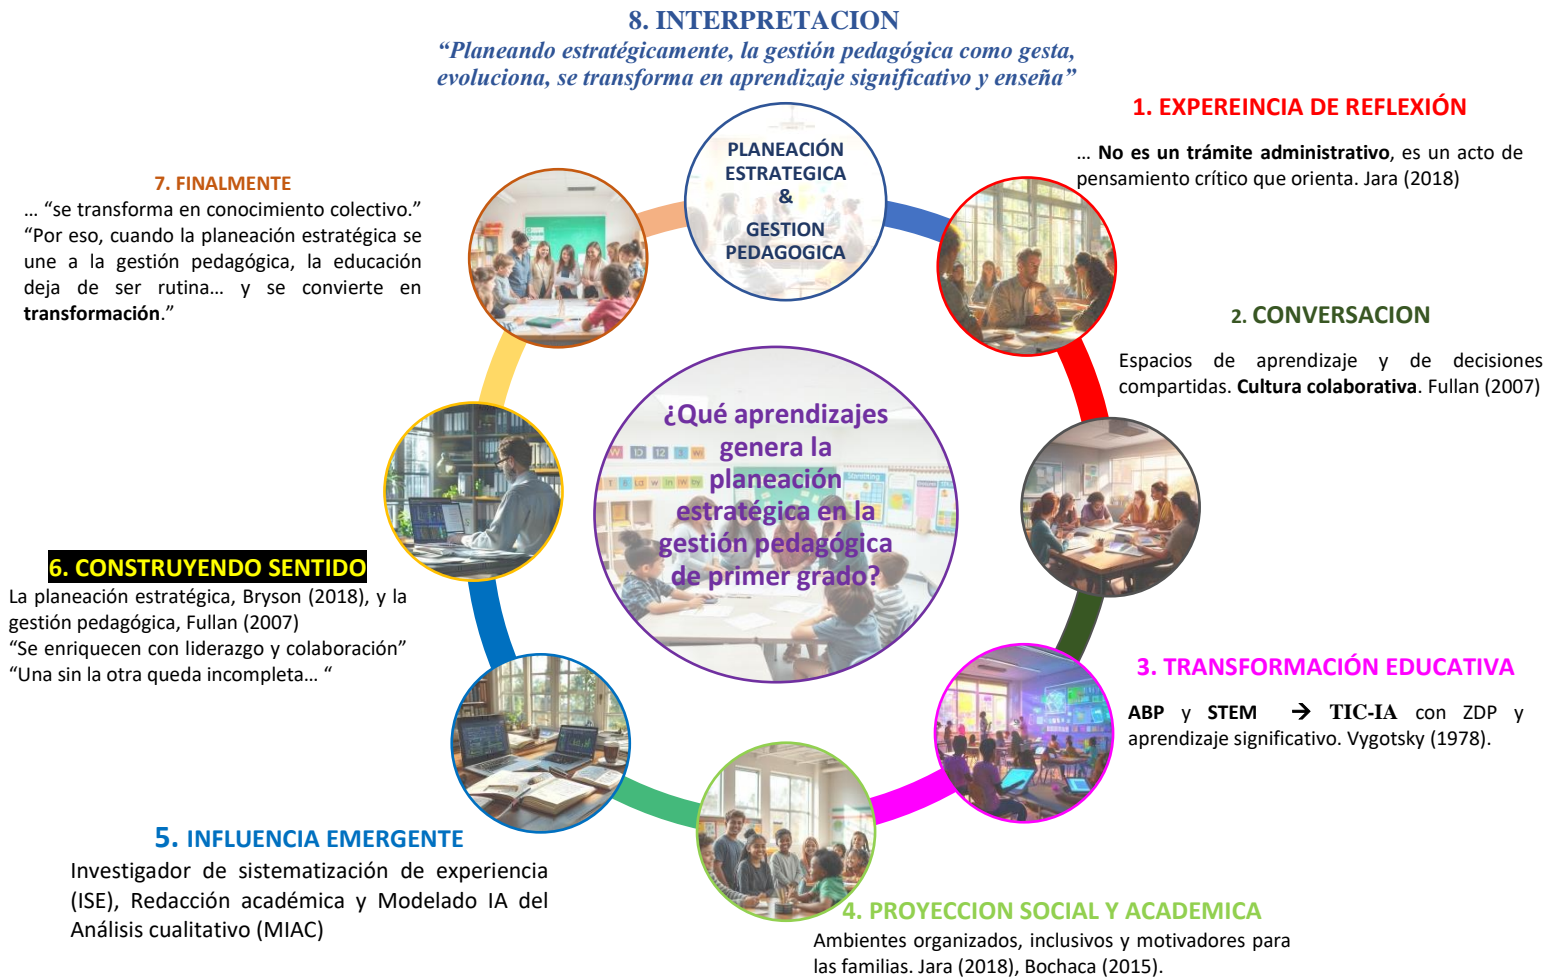 8. INTERPRETACION
“Planeando estratégicamente, la gestión pedagógica como gesta,
evoluciona, se transforma en aprendizaje significativo y enseña”
PLANEACIÓN
ESTRATEGICA
&
GESTION
PEDAGOGICA
1. EXPEREINCIA DE REFLEXIÓN
... No es un trámite administrativo, es un acto de
pensamiento crítico que orienta. Jara (2018)
2. CONVERSACION
Espacios de aprendizaje y de decisiones
compartidas. Cultura colaborativa. Fullan (2007)
3. TRANSFORMACIÓN EDUCATIVA
ABP y STEM → TIC-IA con ZDP y
aprendizaje significativo. Vygotsky (1978).
4. PROYECCION SOCIAL Y ACADEMICA
Ambientes organizados, inclusivos y motivadores para
las familias. Jara (2018), Bochaca (2015).
5. INFLUENCIA EMERGENTE
Investigador de sistematización de experiencia
(ISE), Redacción académica y Modelado IA del
Análisis cualitativo (MIAC)
6. CONSTRUYENDO SENTIDO
La planeación estratégica, Bryson (2018), y la
gestión pedagógica, Fullan (2007)
“Se enriquecen con liderazgo y colaboración”
“Una sin la otra queda incompleta... “
7. FINALMENTE
... “se transforma en conocimiento colectivo.”
“Por eso, cuando la planeación estratégica se
une a la gestión pedagógica, la educación
deja de ser rutina... y se convierte en
transformación.”
¿Qué aprendizajes
genera la
planeación
estratégica en la
gestión pedagógica
de primer grado?